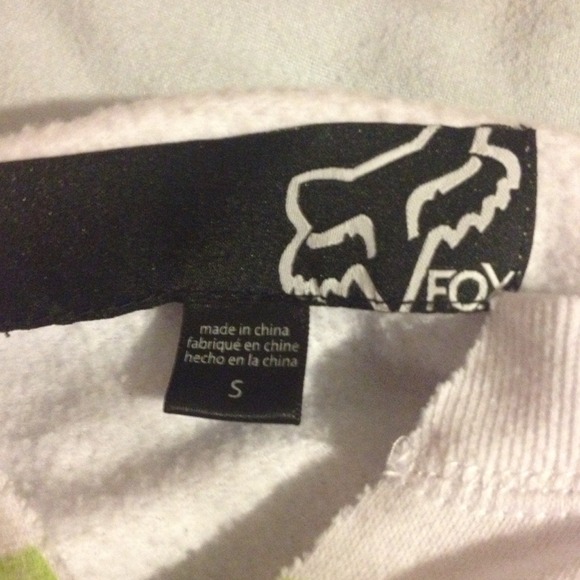 FOX
made in china
fabriqué en chine
hecho en la china
S